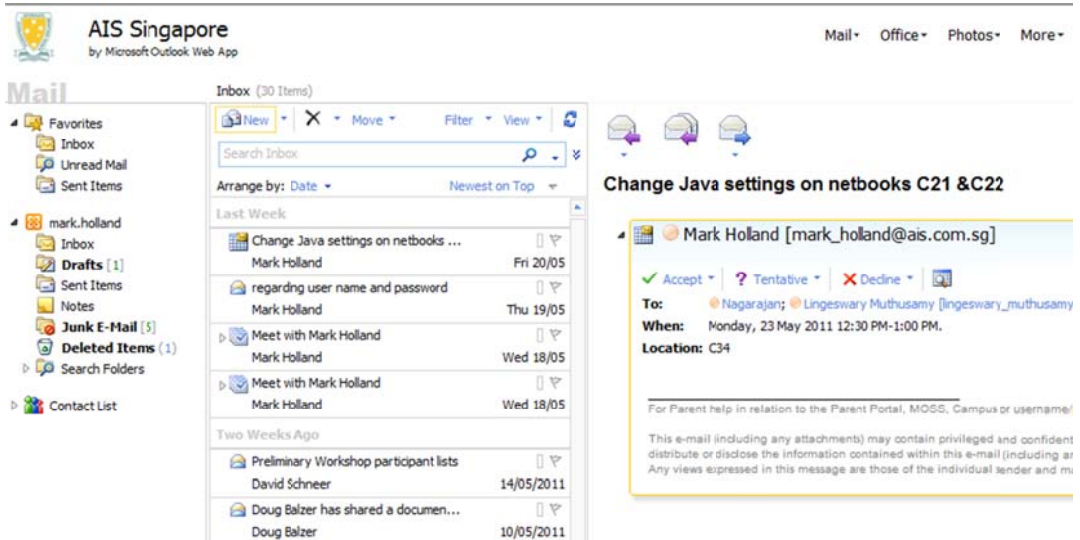 AIS Singapore
by Microsoft Outlook Web App
Mail Office Photos More
Mail
Favorites
Inbox
Unread Mail
Sent Items
mark.holland
Inbox
Drafts [1]
Sent Items
Notes
Junk E-Mail [5]
Deleted Items (1)
Search Folders
Contact List
Inbox (30 Items)
New Move Filter View
Search Inbox
Arrange by: Date Newest on Top
Last Week
Change Java settings on netbooks ...
Mark Holland Fri 20/05
regarding user name and password
Mark Holland Thu 19/05
Meet with Mark Holland
Mark Holland Wed 18/05
Meet with Mark Holland
Mark Holland Wed 18/05
Two Weeks Ago
Preliminary Workshop participant lists
David Schneer 14/05/2011
Doug Balzer has shared a documen...
Doug Balzer 10/05/2011
Change Java settings on netbooks C21 &C22
Mark Holland [mark_holland@ais.com.sg]
Accept ? Tentative Decline
To: Nagarajan; Lingeswary Muthusamy [lingeswary_muthusamy
When: Monday, 23 May 2011 12:30 PM-1:00 PM.
Location: C34
For Parent help in relation to the Parent Portal, MOSS, Campus or username/
This e-mail (including any attachments) may contain privileged and confident
distribute or disclose the information contained within this e-mail (including an
Any views expressed in this message are those of the individual sender and ma